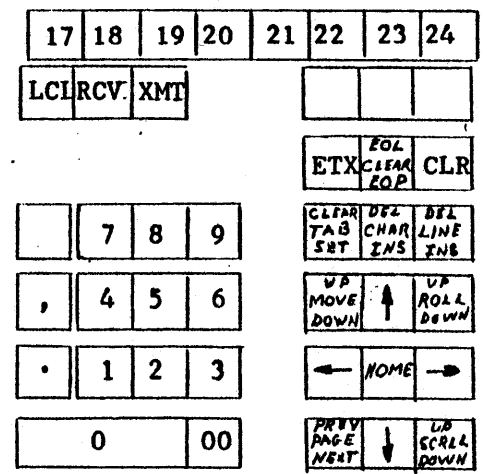 17 18 19 20 21 22 23 24
LCL RCV XMT
ETX EOL CLEAR EOP CLR
7 8 9 CLEAR TAB SET DEL CHAR INS DEL LINE INS
, 4 5 6 UP MOVE DOWN ↑ UP ROLL DOWN
. 1 2 3 ← HOME →
0 00 PREV PAGE NEXT ↓ UP SCRLL DOWN